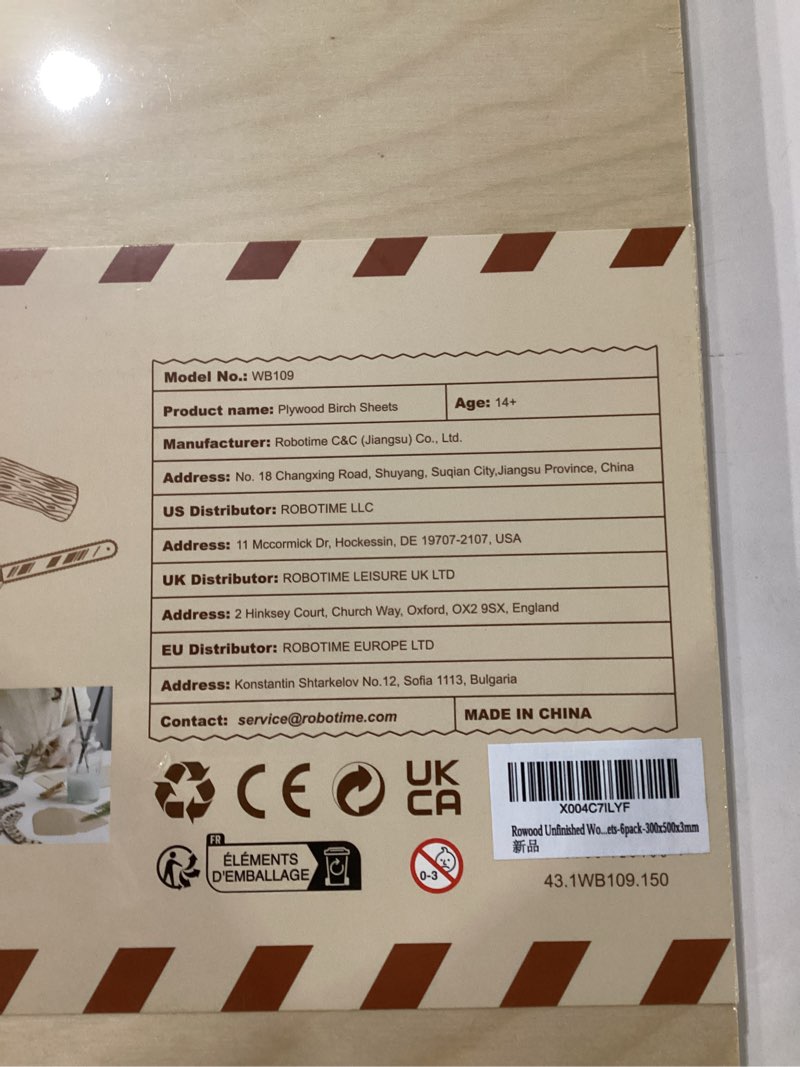 Model No.: WB109
Product name: Plywood Birch Sheets
Age: 14+
Manufacturer: Robotime C&C (Jiangsu) Co., Ltd.
Address: No. 18 Changxing Road, Shuyang, Suqian City,Jiangsu Province, China
US Distributor: ROBOTIME LLC
Address: 11 Mccormick Dr, Hockessin, DE 19707-2107, USA
UK Distributor: ROBOTIME LEISURE UK LTD
Address: 2 Hinksey Court, Church Way, Oxford, OX2 9SX, England
EU Distributor: ROBOTIME EUROPE LTD
Address: Konstantin Shtarkelov No.12, Sofia 1113, Bulgaria
Contact: service@robotime.com
MADE IN CHINA
CE
UK
CA
X004C7ILYF
Rowood Unfinished Wo...ets-6pack-300x500x3mm
新品
FR
ÉLÉMENTS
D'EMBALLAGE
0-3
43.1WB109.150